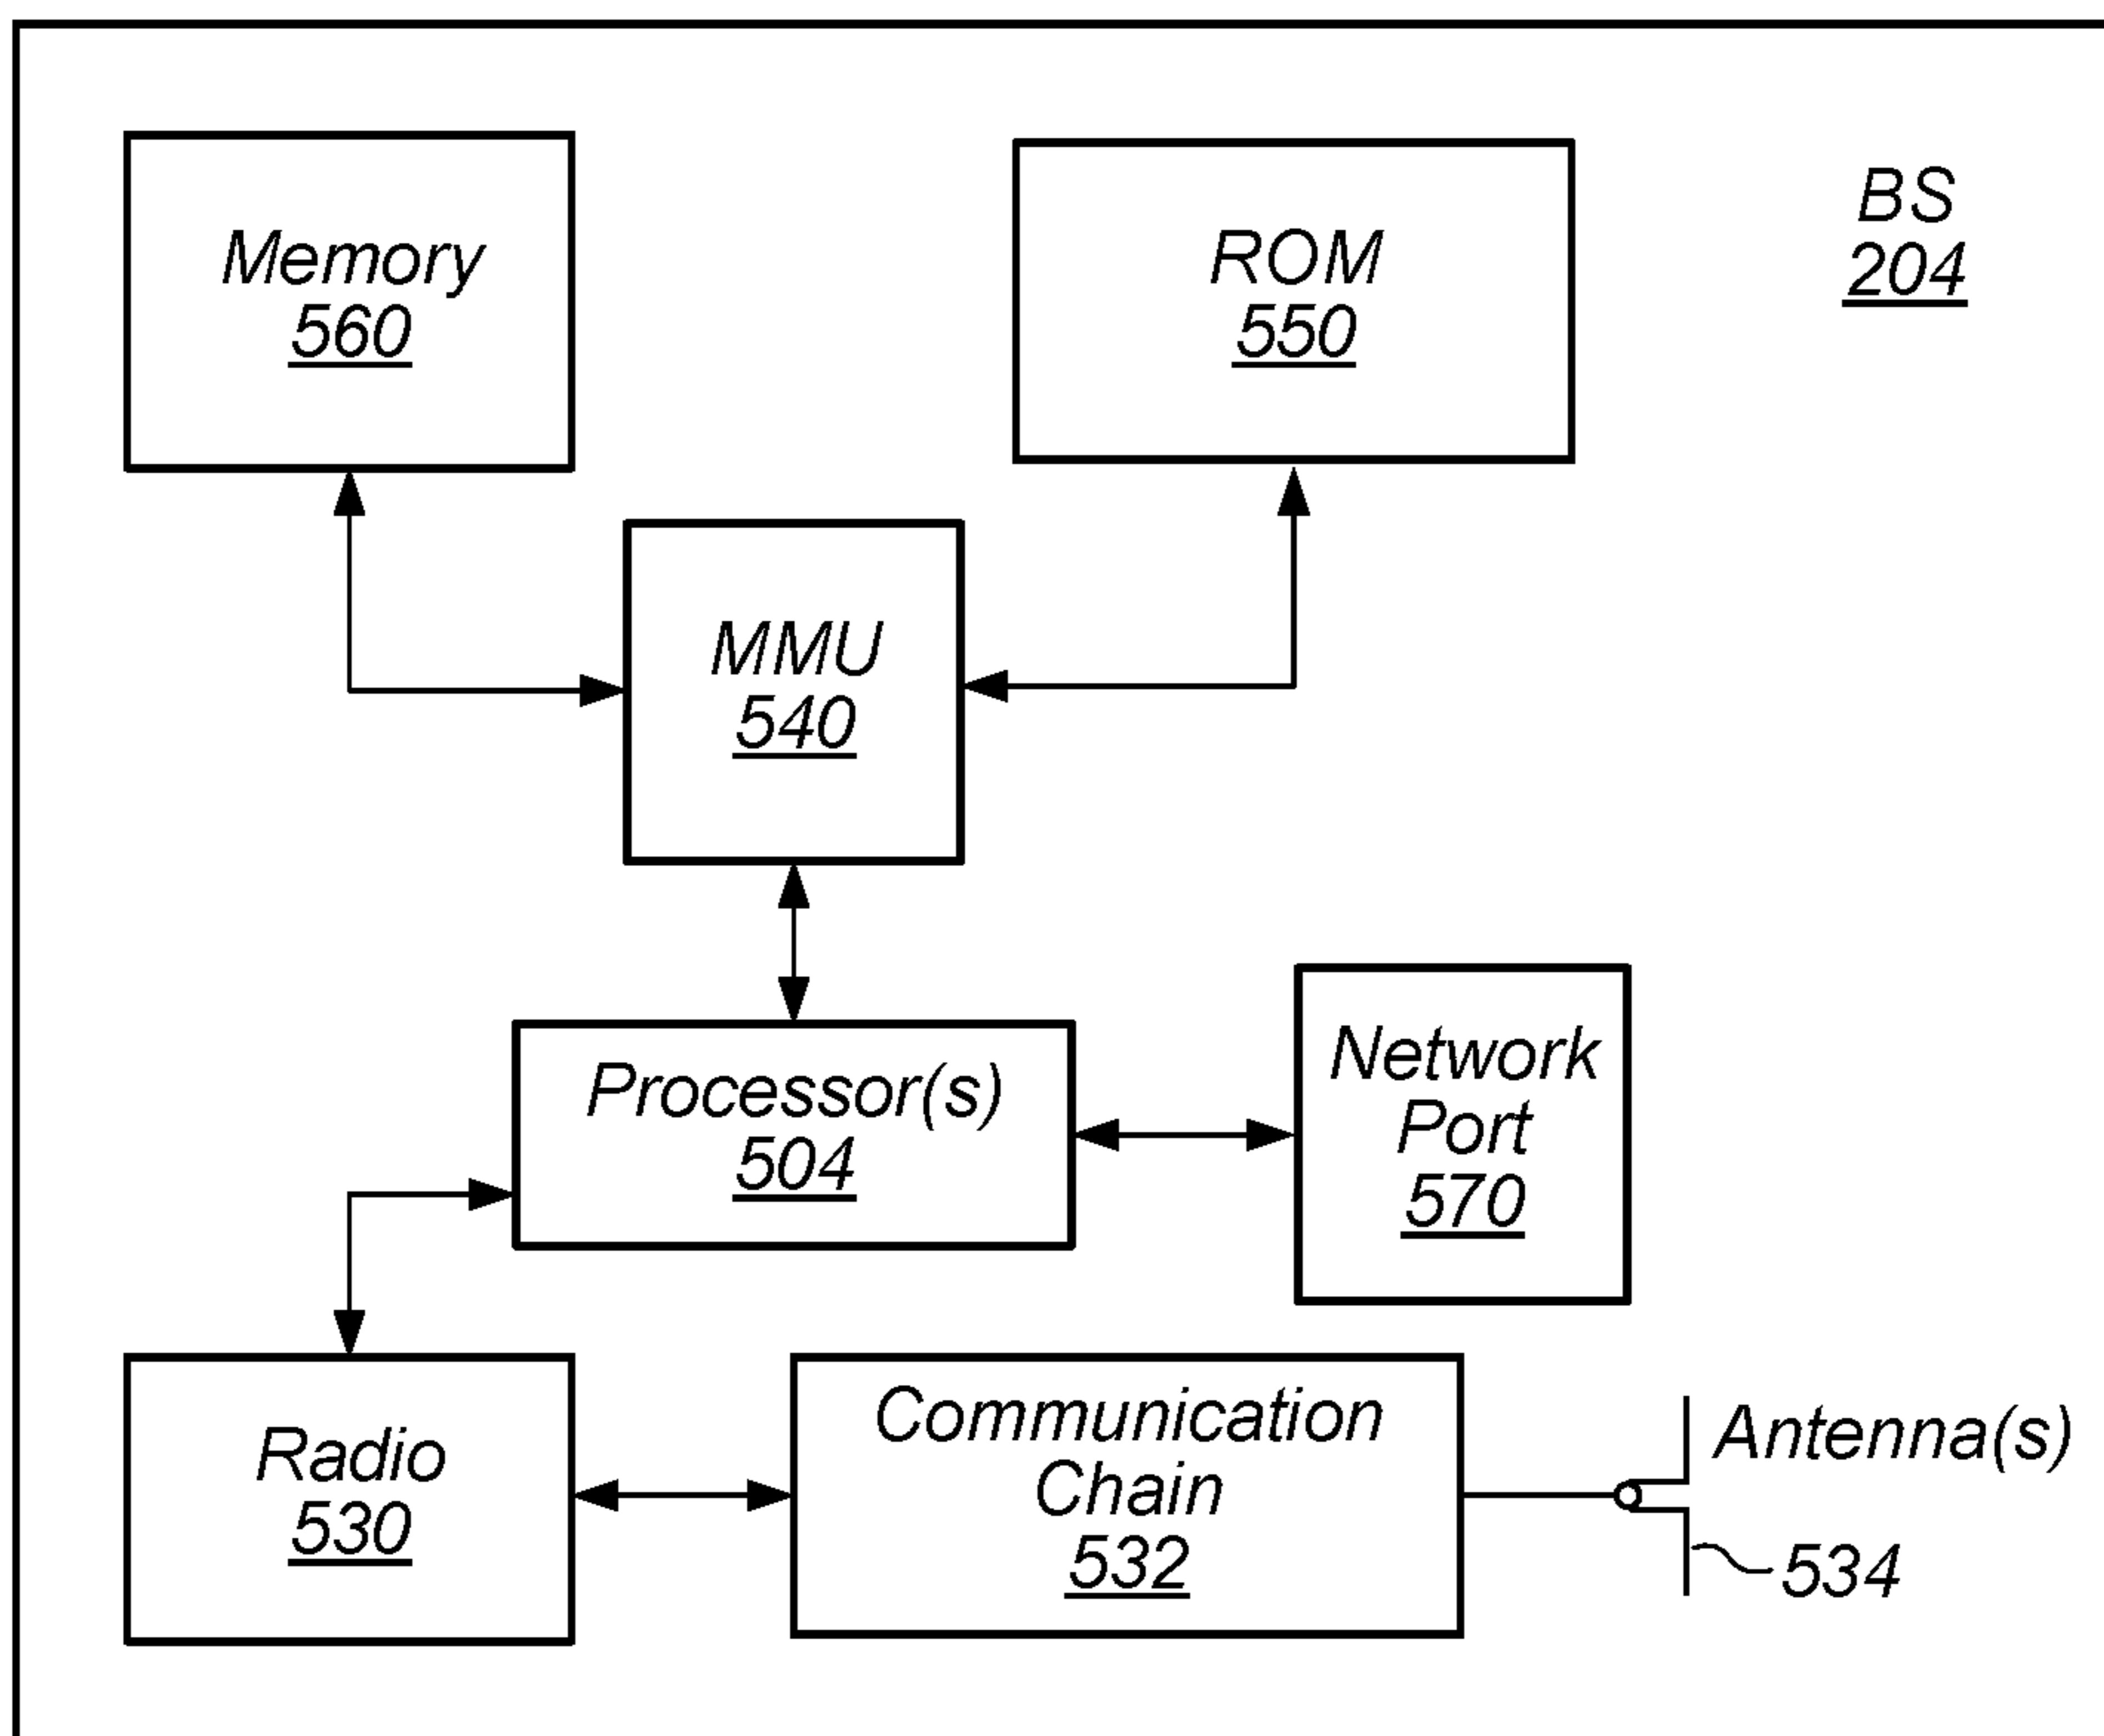 Memory
560
ROM
550
BS
204
MMU
540
Processor(s)
504
Network
Port
570
Radio
530
Communication
Chain
532
Antenna(s)
534